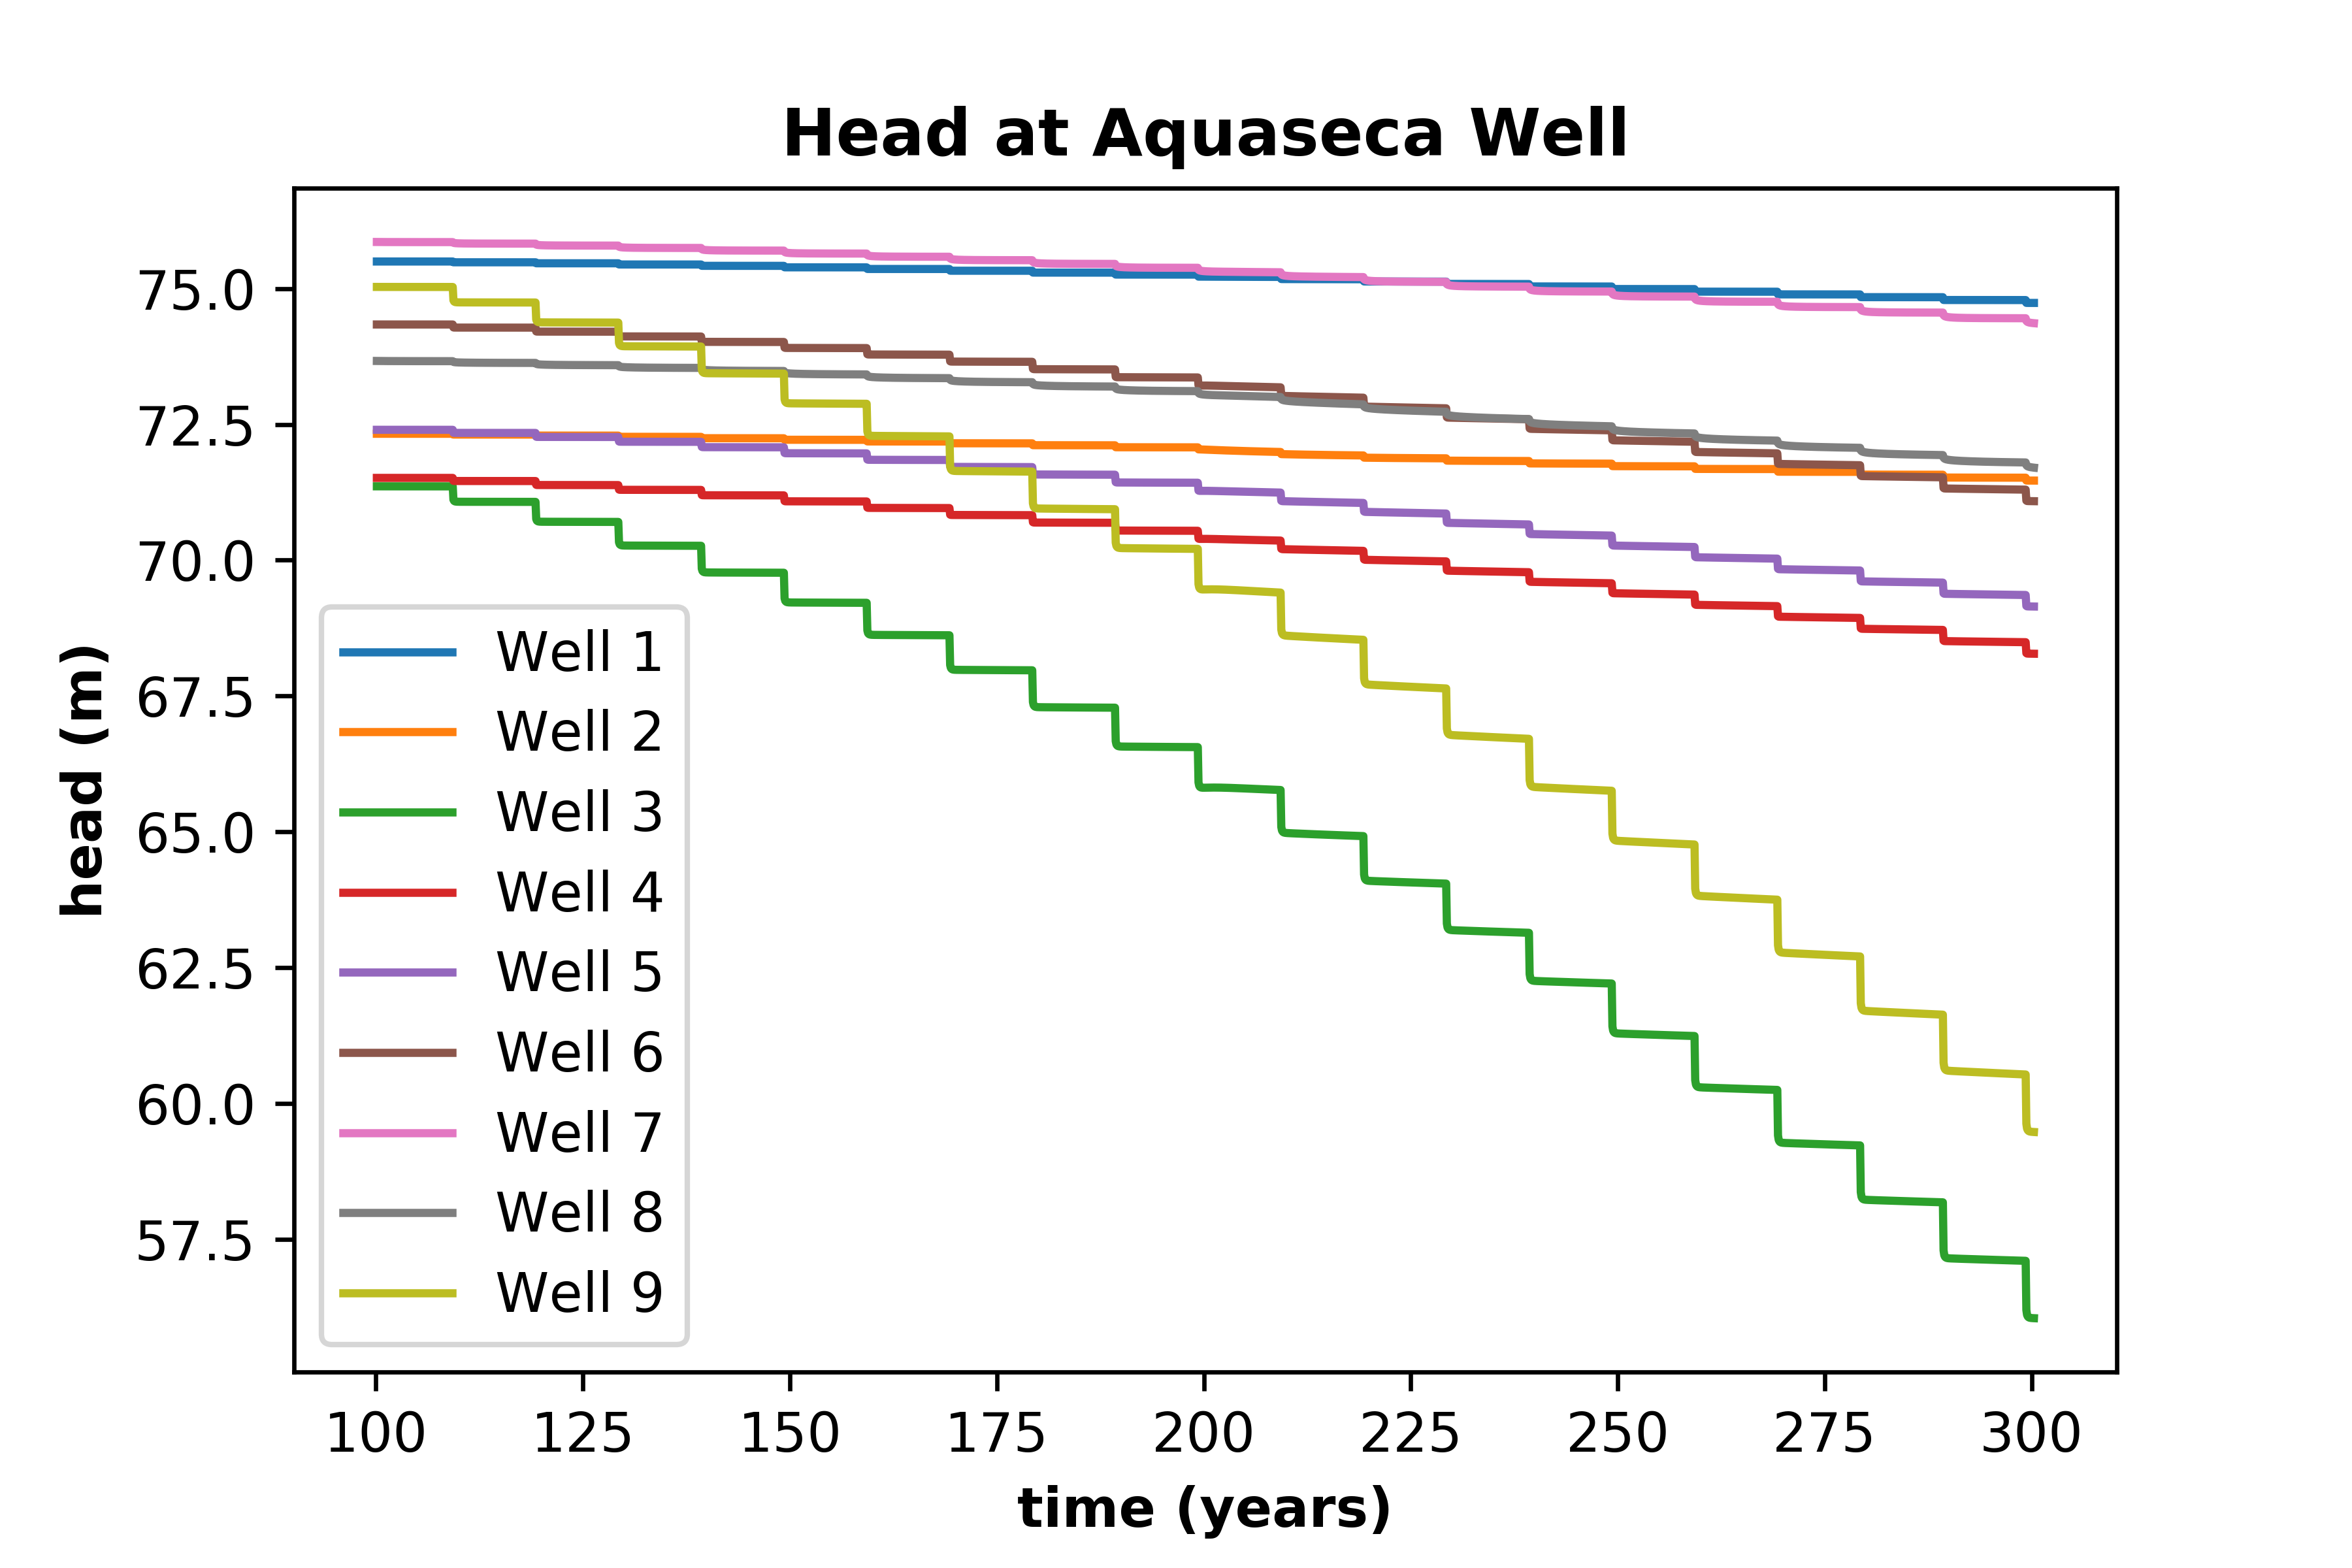 Head at Aquaseca Well
head (m)
75.0
72.5
70.0
67.5
65.0
62.5
60.0
57.5
Well 1
Well 2
Well 3
Well 4
Well 5
Well 6
Well 7
Well 8
Well 9
100 125 150 175 200 225 250 275 300
time (years)